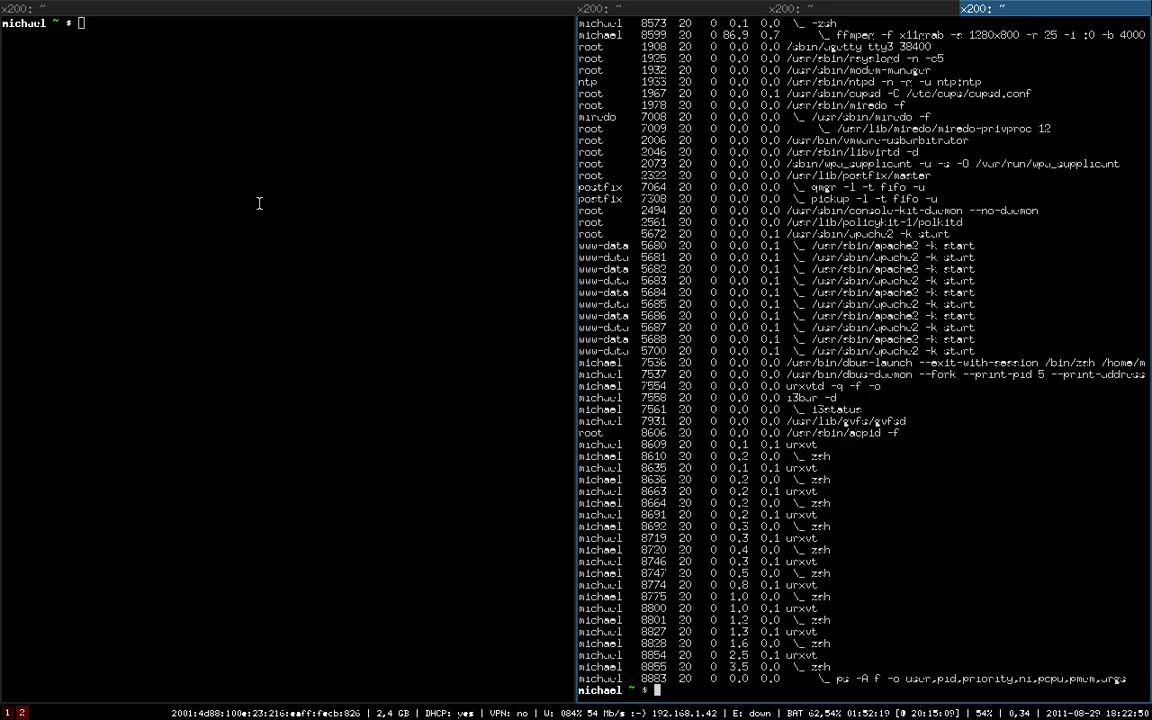 x200: ~
michael ~ $
x200: ~
x200: ~
x200: ~
michael 8573 20 0 0.1 0.0 \_ -zsh
michael 8599 20 0 86.9 0.7 \_ ffmpeg -f x11grab -s 1280x800 -r 25 -i :0 -b 4000
root 1908 20 0 0.0 0.0 /sbin/agetty tty3 38400
root 1925 20 0 0.0 0.0 /usr/sbin/rsyslogd -n -c5
root 1932 20 0 0.0 0.0 /usr/sbin/modem-manager
ntp 1933 20 0 0.0 0.0 /usr/sbin/ntpd -n -g -u ntp:ntp
root 1967 20 0 0.0 0.1 /usr/sbin/cupsd -C /etc/cups/cupsd.conf
root 1978 20 0 0.0 0.0 /usr/sbin/miredo -f
miredo 7008 20 0 0.0 0.0 \_ /usr/sbin/miredo -f
root 7009 20 0 0.0 0.0 \_ /usr/lib/miredo/miredo-privproc 12
root 2006 20 0 0.0 0.0 /usr/bin/vmware-usbarbitrator
root 2046 20 0 0.0 0.0 /usr/sbin/libvirtd -d
root 2073 20 0 0.0 0.0 /sbin/wpa_supplicant -u -s -O /var/run/wpa_supplicant
root 2322 20 0 0.0 0.0 /usr/lib/postfix/master
postfix 7064 20 0 0.0 0.0 \_ qmgr -l -t fifo -u
postfix 7308 20 0 0.0 0.0 \_ pickup -l -t fifo -u
root 2494 20 0 0.0 0.0 /usr/sbin/console-kit-daemon --no-daemon
root 2561 20 0 0.0 0.0 /usr/lib/policykit-1/polkitd
root 5672 20 0 0.0 0.1 /usr/sbin/apache2 -k start
www-data 5680 20 0 0.0 0.1 \_ /usr/sbin/apache2 -k start
www-data 5681 20 0 0.0 0.1 \_ /usr/sbin/apache2 -k start
www-data 5682 20 0 0.0 0.1 \_ /usr/sbin/apache2 -k start
www-data 5683 20 0 0.0 0.1 \_ /usr/sbin/apache2 -k start
www-data 5684 20 0 0.0 0.1 \_ /usr/sbin/apache2 -k start
www-data 5685 20 0 0.0 0.1 \_ /usr/sbin/apache2 -k start
www-data 5686 20 0 0.0 0.1 \_ /usr/sbin/apache2 -k start
www-data 5687 20 0 0.0 0.1 \_ /usr/sbin/apache2 -k start
www-data 5688 20 0 0.0 0.1 \_ /usr/sbin/apache2 -k start
www-data 5700 20 0 0.0 0.1 \_ /usr/sbin/apache2 -k start
michael 7536 20 0 0.0 0.0 /usr/bin/dbus-launch --exit-with-session /bin/zsh /home/m
michael 7537 20 0 0.0 0.0 /usr/bin/dbus-daemon --fork --print-pid 5 --print-address
michael 7554 20 0 0.0 0.0 urxvtd -q -f -o
michael 7558 20 0 0.0 0.0 i3bar -d
michael 7561 20 0 0.0 0.0 \_ i3status
michael 7931 20 0 0.0 0.0 /usr/lib/gvfs/gvfsd
root 8606 20 0 0.0 0.0 /usr/sbin/acpid -f
michael 8609 20 0 0.1 0.1 urxvt
michael 8610 20 0 0.2 0.0 \_ zsh
michael 8635 20 0 0.1 0.1 urxvt
michael 8636 20 0 0.2 0.0 \_ zsh
michael 8663 20 0 0.2 0.1 urxvt
michael 8664 20 0 0.2 0.0 \_ zsh
michael 8691 20 0 0.2 0.1 urxvt
michael 8692 20 0 0.3 0.0 \_ zsh
michael 8719 20 0 0.3 0.1 urxvt
michael 8720 20 0 0.4 0.0 \_ zsh
michael 8746 20 0 0.3 0.1 urxvt
michael 8747 20 0 0.5 0.0 \_ zsh
michael 8774 20 0 0.8 0.1 urxvt
michael 8775 20 0 1.0 0.0 \_ zsh
michael 8800 20 0 1.0 0.1 urxvt
michael 8801 20 0 1.2 0.0 \_ zsh
michael 8827 20 0 1.3 0.1 urxvt
michael 8828 20 0 1.6 0.0 \_ zsh
michael 8854 20 0 2.5 0.1 urxvt
michael 8855 20 0 3.5 0.0 \_ zsh
michael 8883 20 0 0.0 0.0 \_ ps -A f -o user,pid,priority,ni,pcpu,pmem,args
michael ~ $
1 2 2001:4d88:100e:23:216:eaff:fecb:826 | 2,4 GB | DHCP: yes | VPN: no | W: 084% 54 Mb/s :-) 192.168.1.42 | E: down | BAT 62,54% 01:52:19 [0 20:15:09] | 54% | 0,34 | 2011-08-29 18:22:50